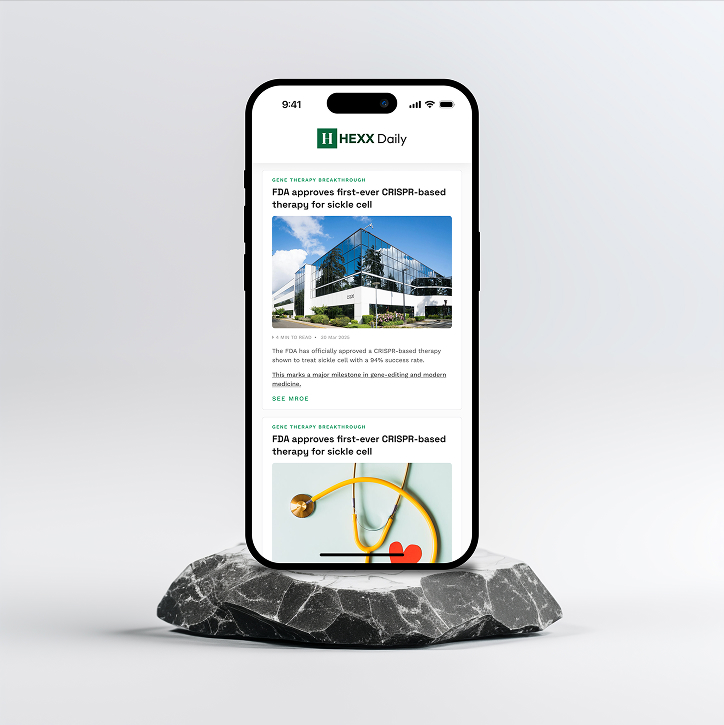 9:41
H HEXX Daily
GENE THERAPY BREAKTHROUGH
FDA approves first-ever CRISPR-based
therapy for sickle cell
4 MIN TO READ • 20 Mar 2025
The FDA has officially approved a CRISPR-based therapy
shown to treat sickle cell with a 94% success rate.
This marks a major milestone in gene-editing and modern
medicine.
SEE MROE
GENE THERAPY BREAKTHROUGH
FDA approves first-ever CRISPR-based
therapy for sickle cell